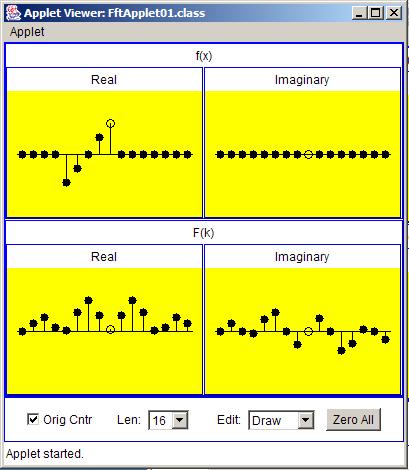 Applet Viewer: FftApplet01.class
Applet
f(x)
Real Imaginary
F(k)
Real Imaginary
Orig Cntr Len: 16 Edit: Draw Zero All
Applet started.